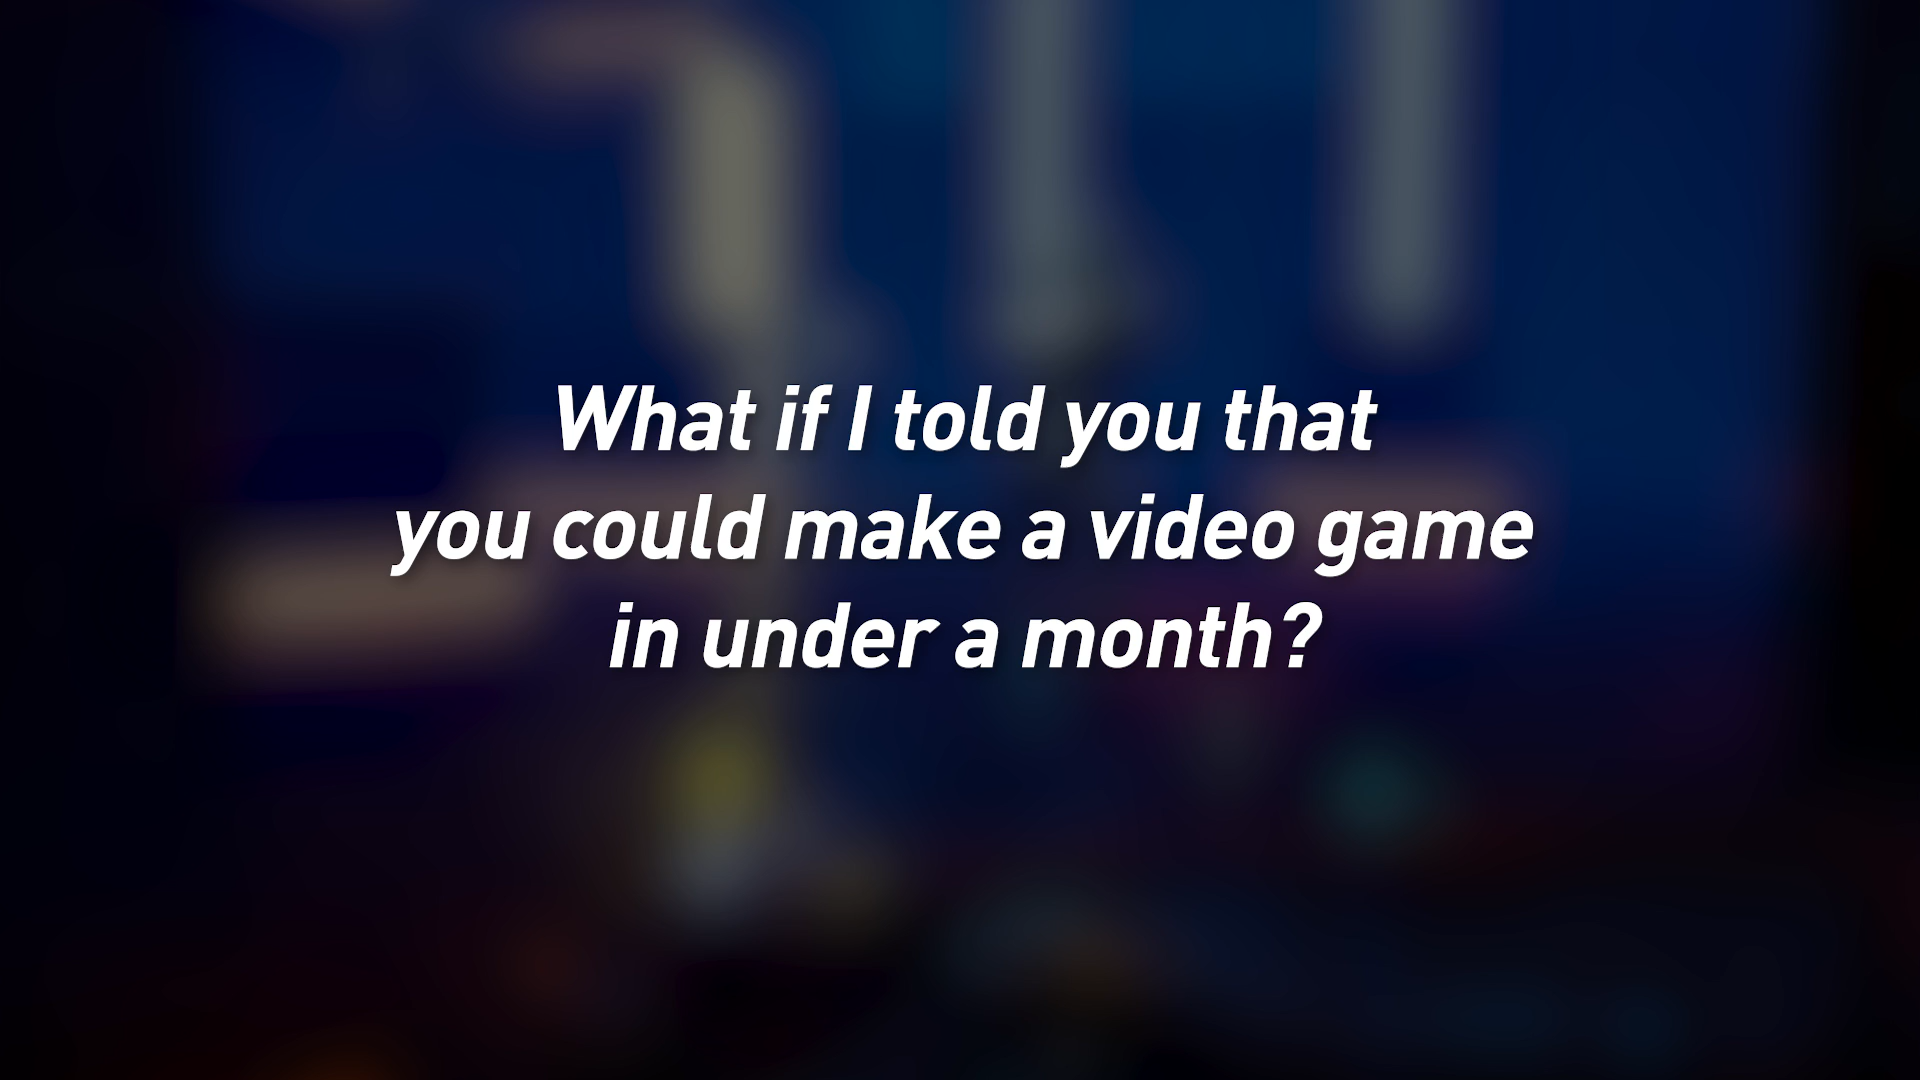 What if I told you that
you could make a video game
in under a month?